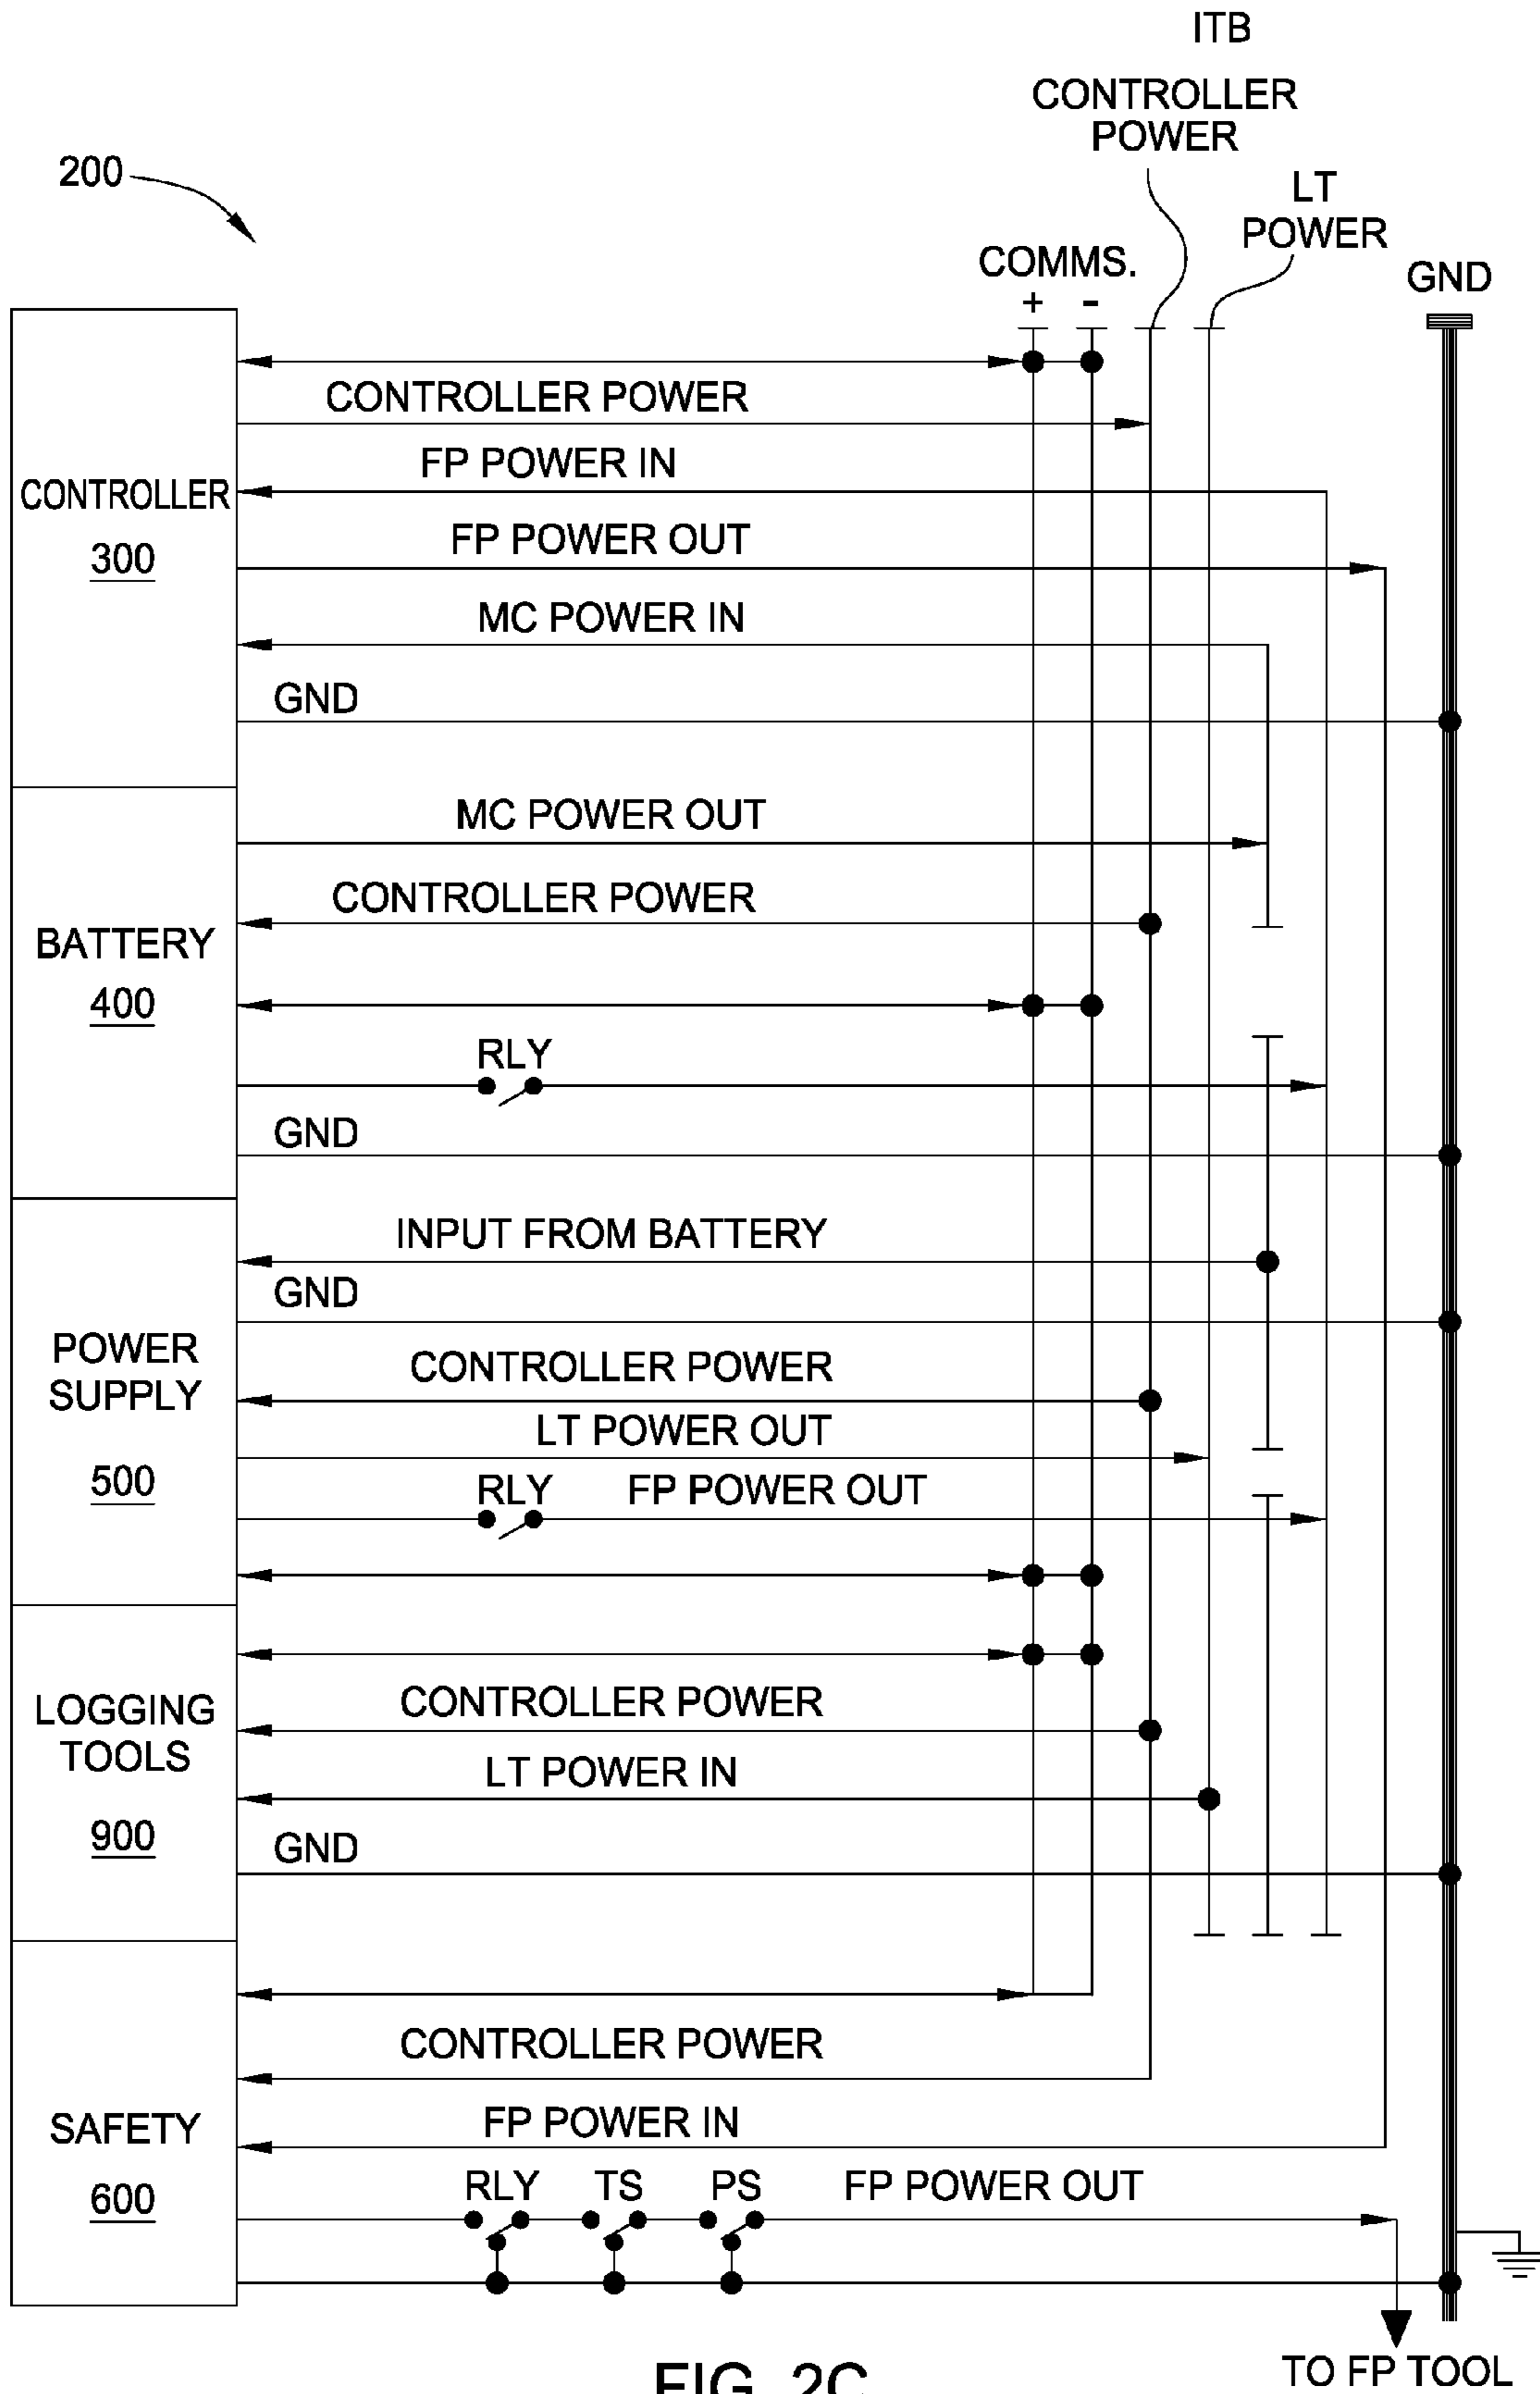 ITB
CONTROLLER
POWER
200
LT
POWER
COMMS.
GND
+ -
CONTROLLER POWER
FP POWER IN
CONTROLLER
300
FP POWER OUT
MC POWER IN
GND
MC POWER OUT
CONTROLLER POWER
BATTERY
400
RLY
GND
INPUT FROM BATTERY
GND
POWER
SUPPLY
500
CONTROLLER POWER
LT POWER OUT
RLY FP POWER OUT
LOGGING
TOOLS
900
CONTROLLER POWER
LT POWER IN
GND
CONTROLLER POWER
SAFETY
600
FP POWER IN
RLY TS PS FP POWER OUT
TO FP TOOL
FIG. 2C